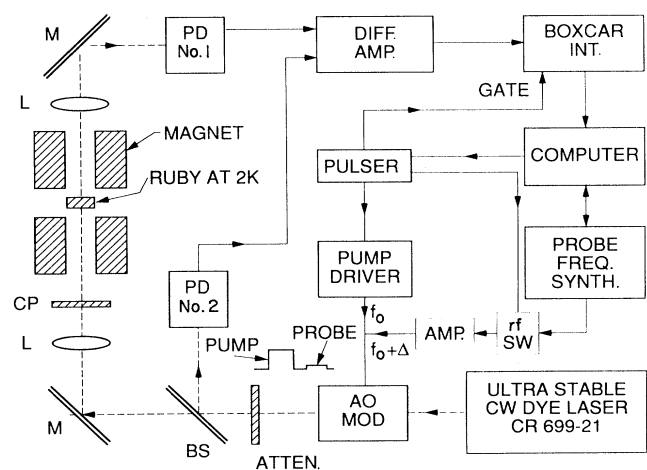 M
PD
No.1
DIFF.
AMP.
BOXCAR
INT.
GATE
L
MAGNET
RUBY AT 2K
PULSER
COMPUTER
PD
No.2
PUMP
DRIVER
PROBE
FREQ.
SYNTH.
CP
L
PUMP
PROBE
f₀
f₀+Δ
AMP.
rf
SW
M
BS
ATTEN.
AO
MOD
ULTRA STABLE
CW DYE LASER
CR 699-21